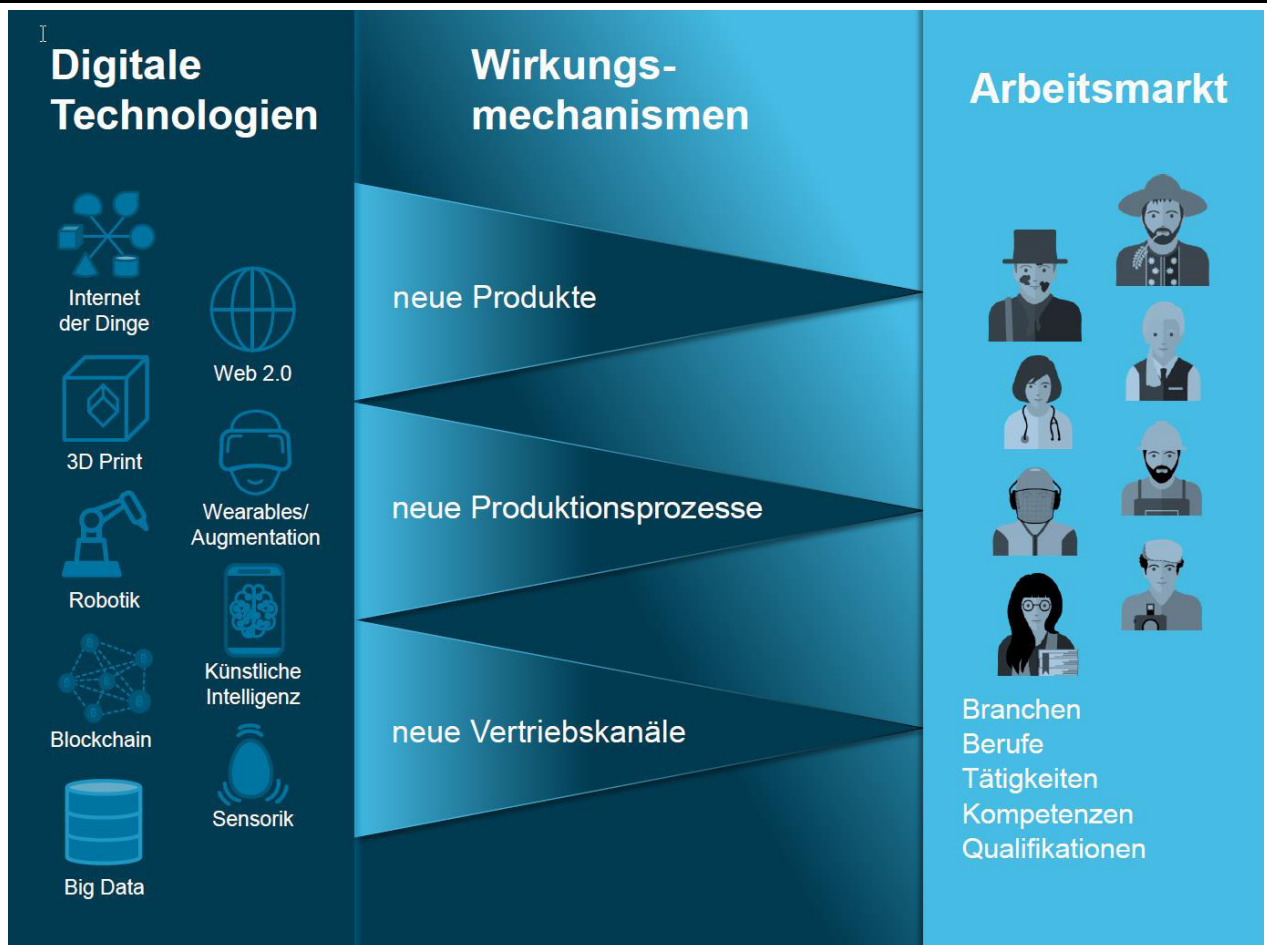 Digitale
Technologien
Internet
der Dinge
Web 2.0
3D Print
Wearables/
Augmentation
Robotik
Künstliche
Intelligenz
Blockchain
Sensorik
Big Data
Wirkungs-
mechanismen
neue Produkte
neue Produktionsprozesse
neue Vertriebskanäle
Arbeitsmarkt
Branchen
Berufe
Tätigkeiten
Kompetenzen
Qualifikationen